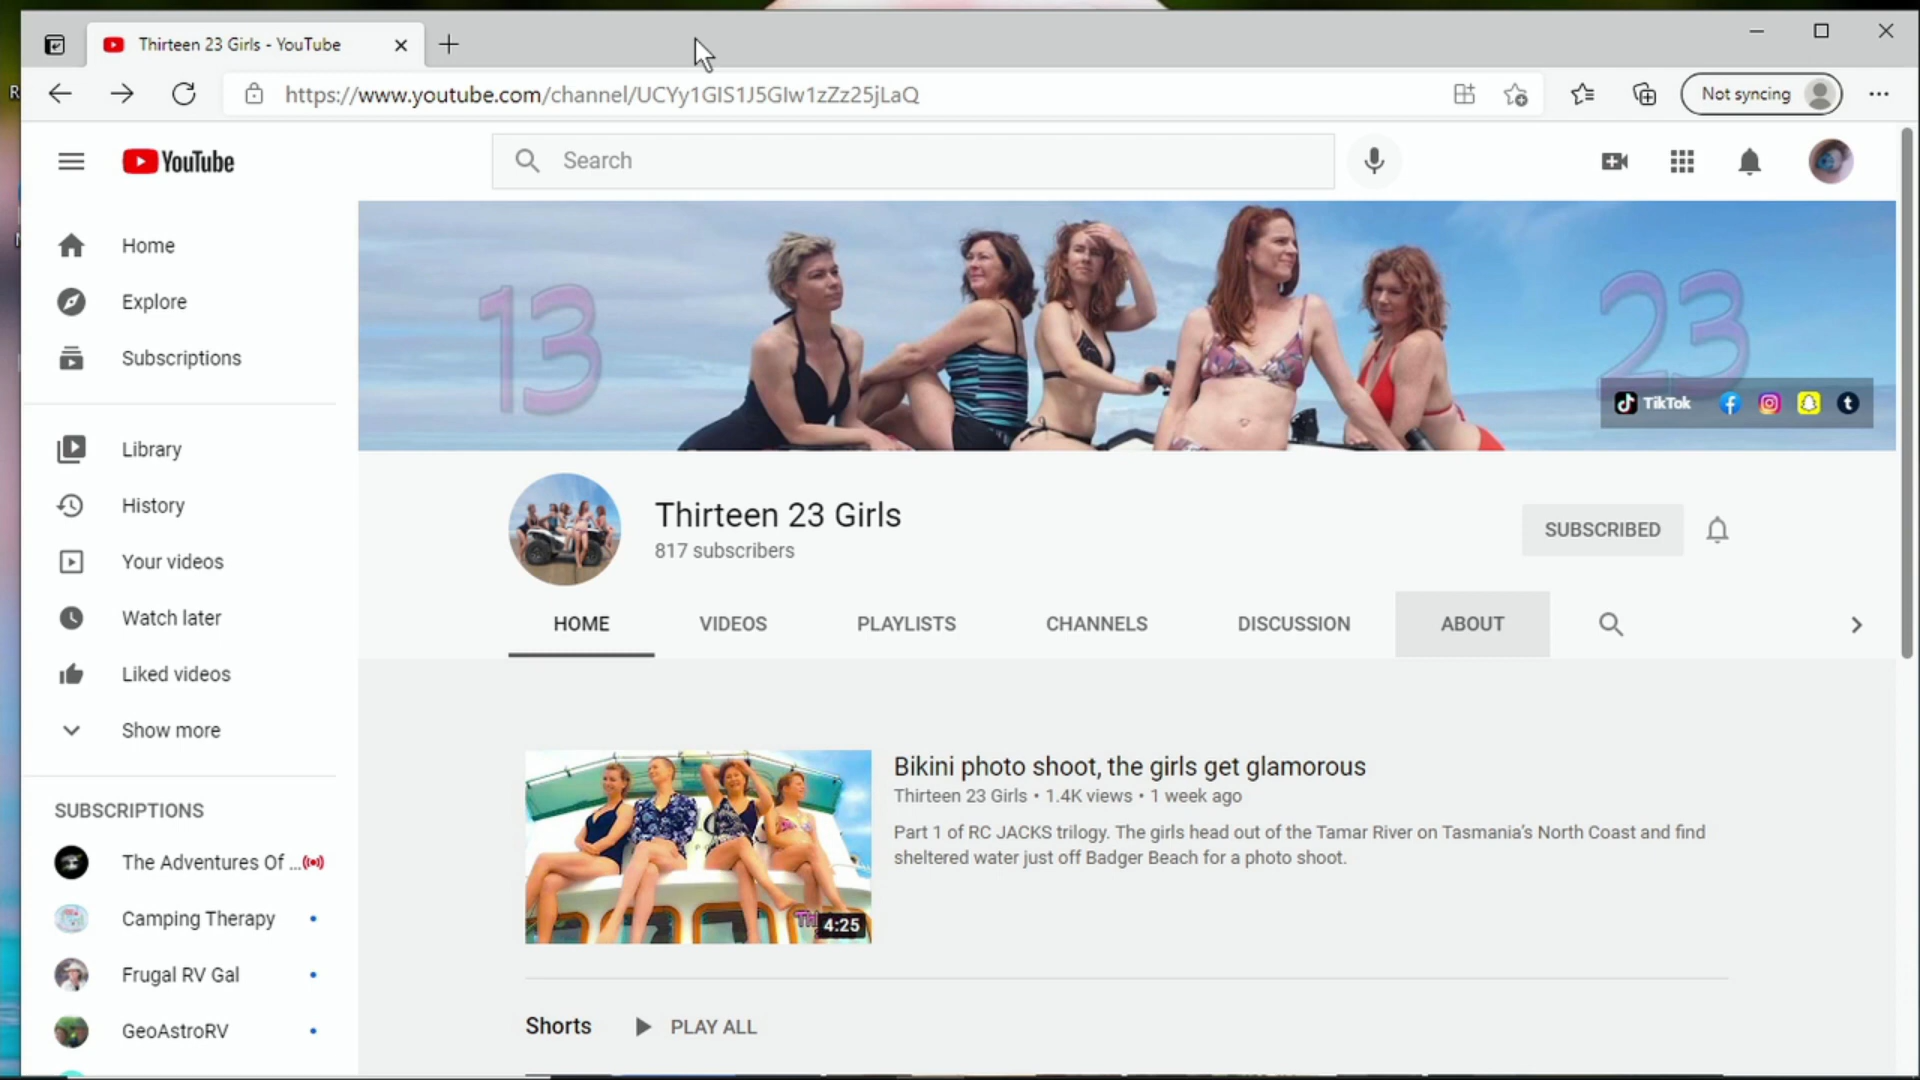 Thirteen 23 Girls - YouTube
https://www.youtube.com/channel/UCYy1GIS1J5GIw1zZz25jLaQ
Not syncing
YouTube
Search
Home
Explore
Subscriptions
Library
History
Your videos
Watch later
Liked videos
Show more
SUBSCRIPTIONS
The Adventures Of ...
Camping Therapy
Frugal RV Gal
GeoAstroRV
13
23
TikTok
Thirteen 23 Girls
817 subscribers
SUBSCRIBED
HOME
VIDEOS
PLAYLISTS
CHANNELS
DISCUSSION
ABOUT
4:25
Bikini photo shoot, the girls get glamorous
Thirteen 23 Girls • 1.4K views • 1 week ago
Part 1 of RC JACKS trilogy. The girls head out of the Tamar River on Tasmania's North Coast and find
sheltered water just off Badger Beach for a photo shoot.
Shorts
PLAY ALL